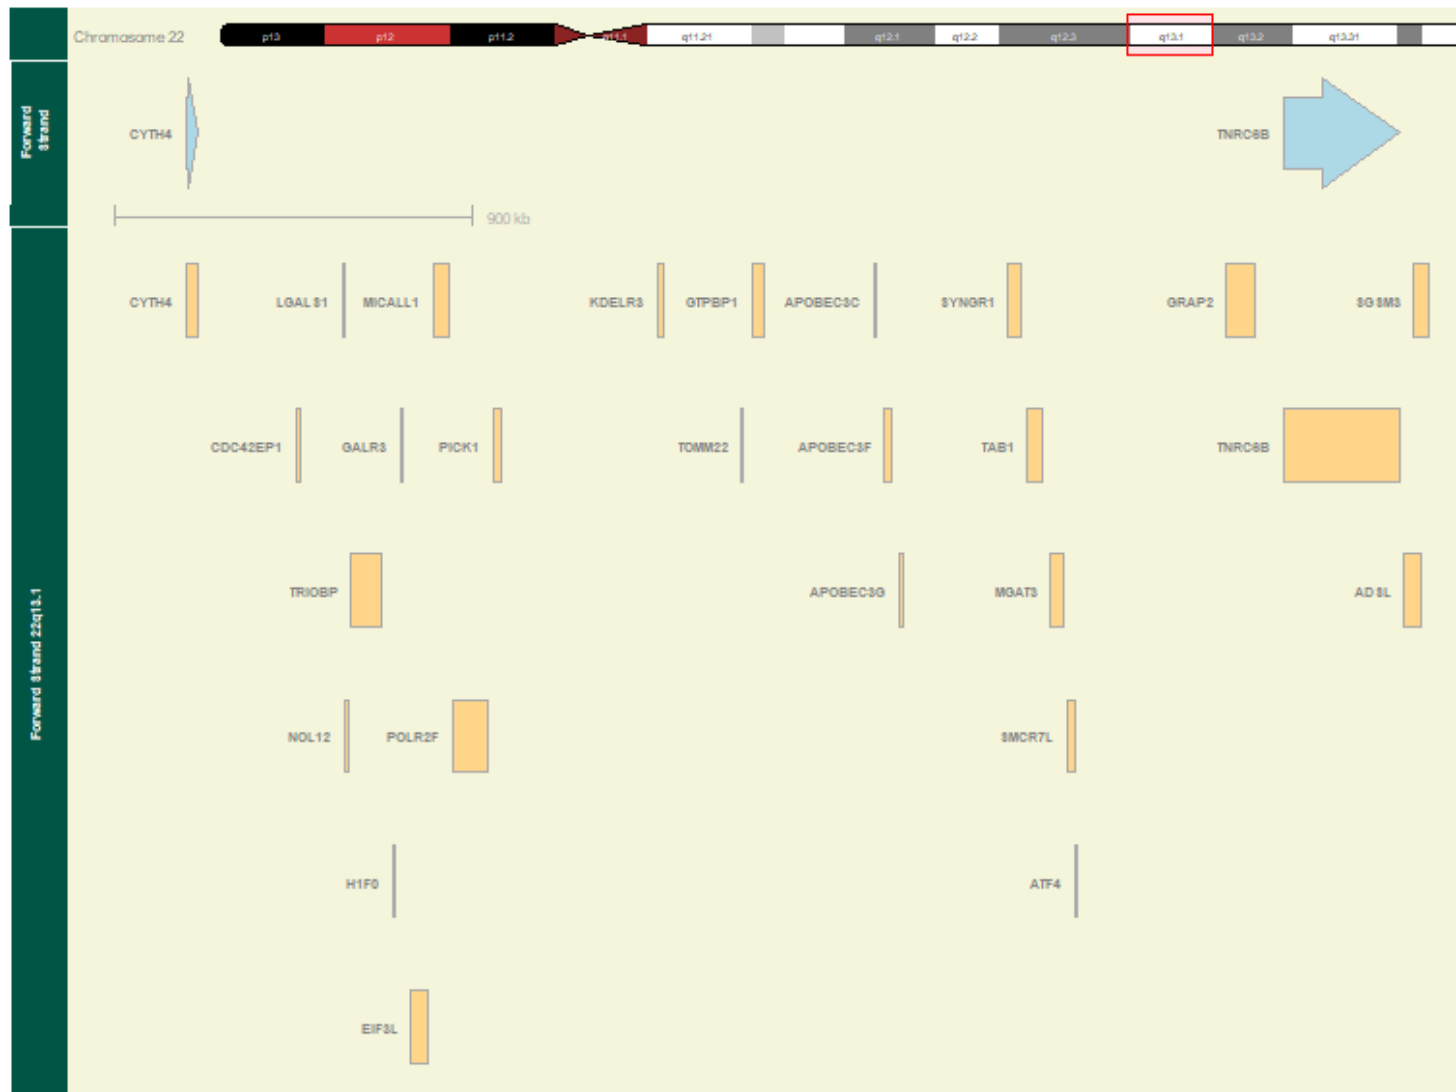 Chromosome 22
p13
p12
p11.2
q11.1
q11.21
q12.1
q12.2
q12.3
q13.1
q13.2
q13.31
Forward
Strand
CYTH4
TNRC6B
900 kb
Forward Strand 22q13.1
CYTH4
LGALS1
MICALL1
KDELR3
GTPBP1
APOBEC3C
SYNGR1
GRAP2
SGSM3
CDC42EP1
GALR3
PICK1
TOMM22
APOBEC3F
TAB1
TNRC6B
TRIOBP
APOBEC3G
MGAT3
ADSL
NOL12
POLR2F
SMCR7L
H1F0
ATF4
EIF3L